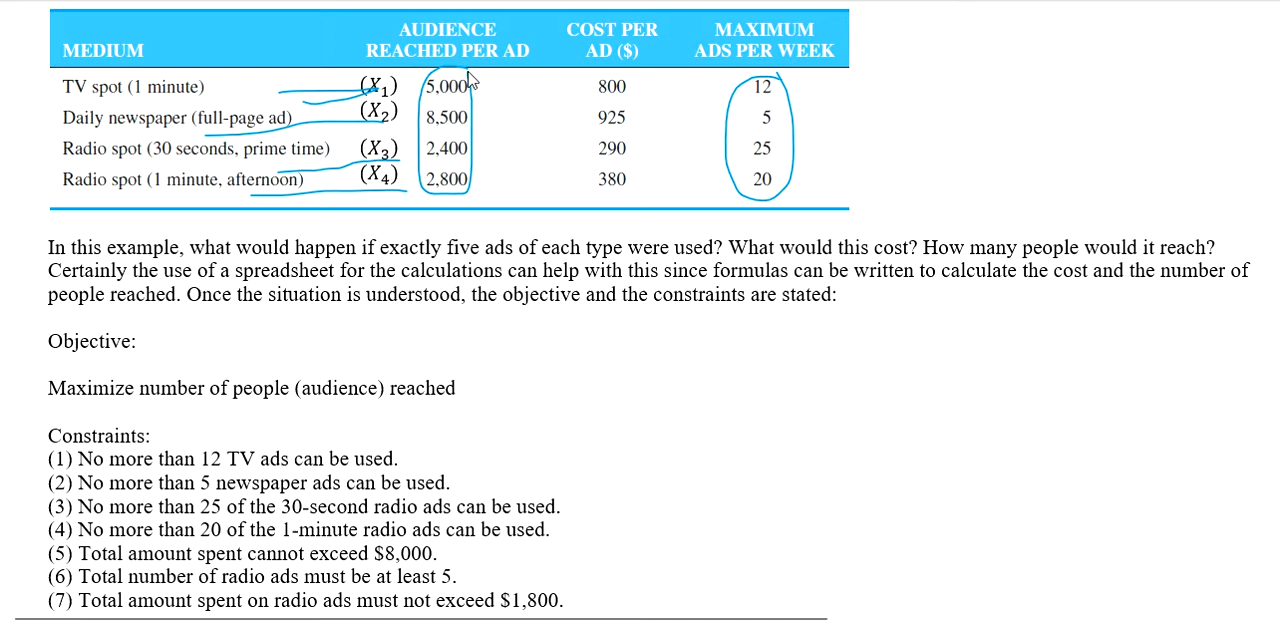 AUDIENCE COST PER MAXIMUM
MEDIUM REACHED PER AD AD ($) ADS PER WEEK
TV spot (1 minute) (X₁) 5,000 800 12
Daily newspaper (full-page ad) (X₂) 8,500 925 5
Radio spot (30 seconds, prime time) (X₃) 2,400 290 25
Radio spot (1 minute, afternoon) (X₄) 2,800 380 20
In this example, what would happen if exactly five ads of each type were used? What would this cost? How many people would it reach?
Certainly the use of a spreadsheet for the calculations can help with this since formulas can be written to calculate the cost and the number of
people reached. Once the situation is understood, the objective and the constraints are stated:
Objective:
Maximize number of people (audience) reached
Constraints:
(1) No more than 12 TV ads can be used.
(2) No more than 5 newspaper ads can be used.
(3) No more than 25 of the 30-second radio ads can be used.
(4) No more than 20 of the 1-minute radio ads can be used.
(5) Total amount spent cannot exceed $8,000.
(6) Total number of radio ads must be at least 5.
(7) Total amount spent on radio ads must not exceed $1,800.